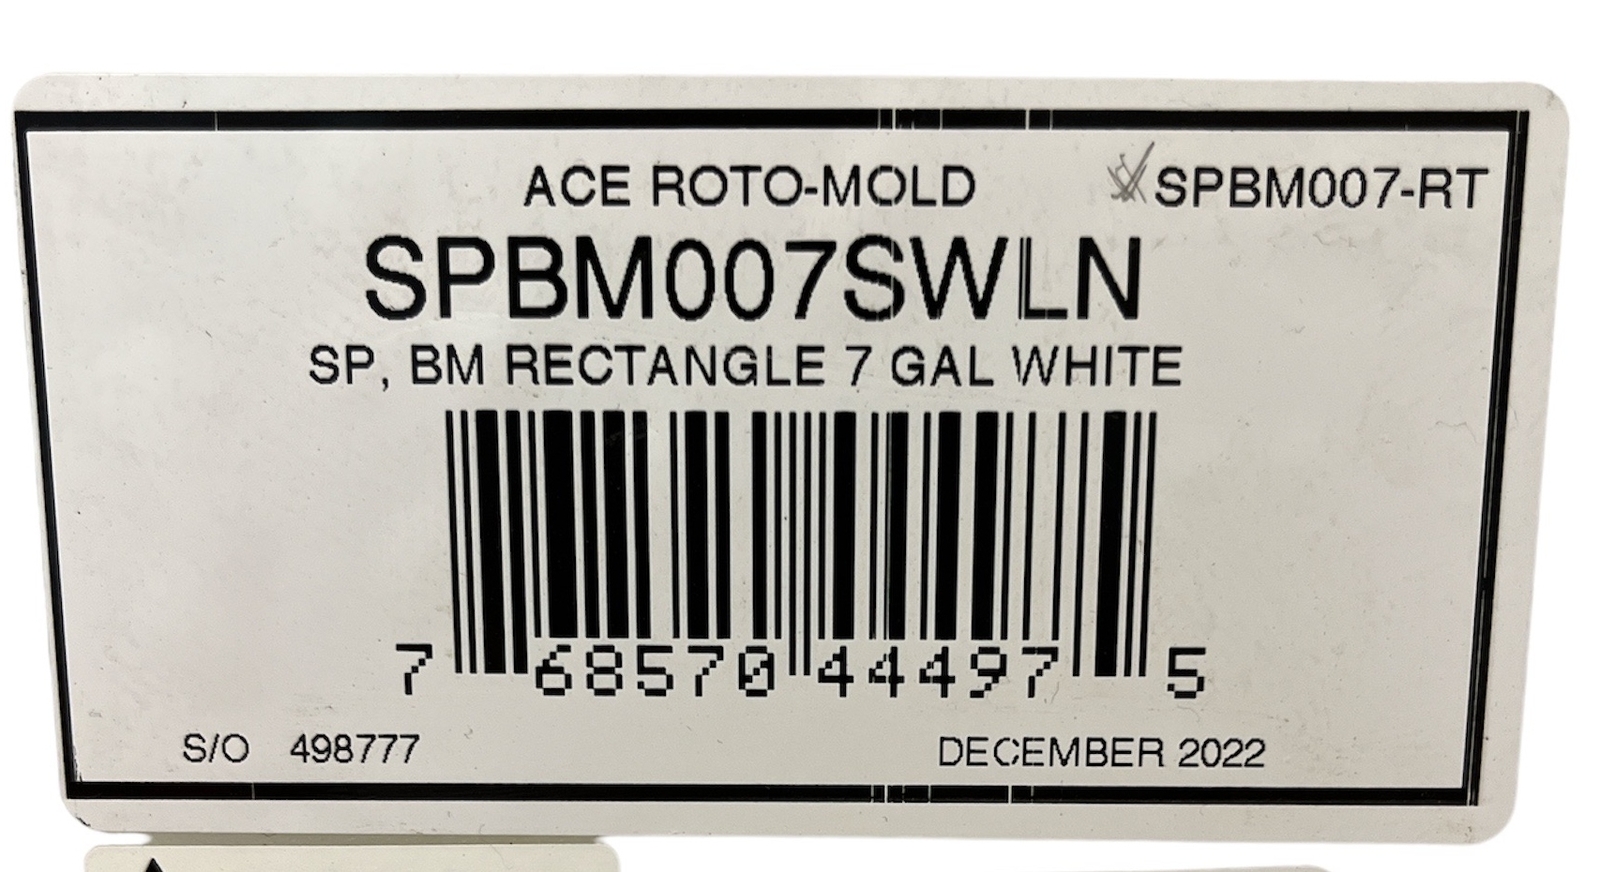 ACE ROTO-MOLD
SPBM007-RT
SPBM007SWLN
SP, BM RECTANGLE 7 GAL WHITE
7 68570 44497 5
S/O 498777
DECEMBER 2022